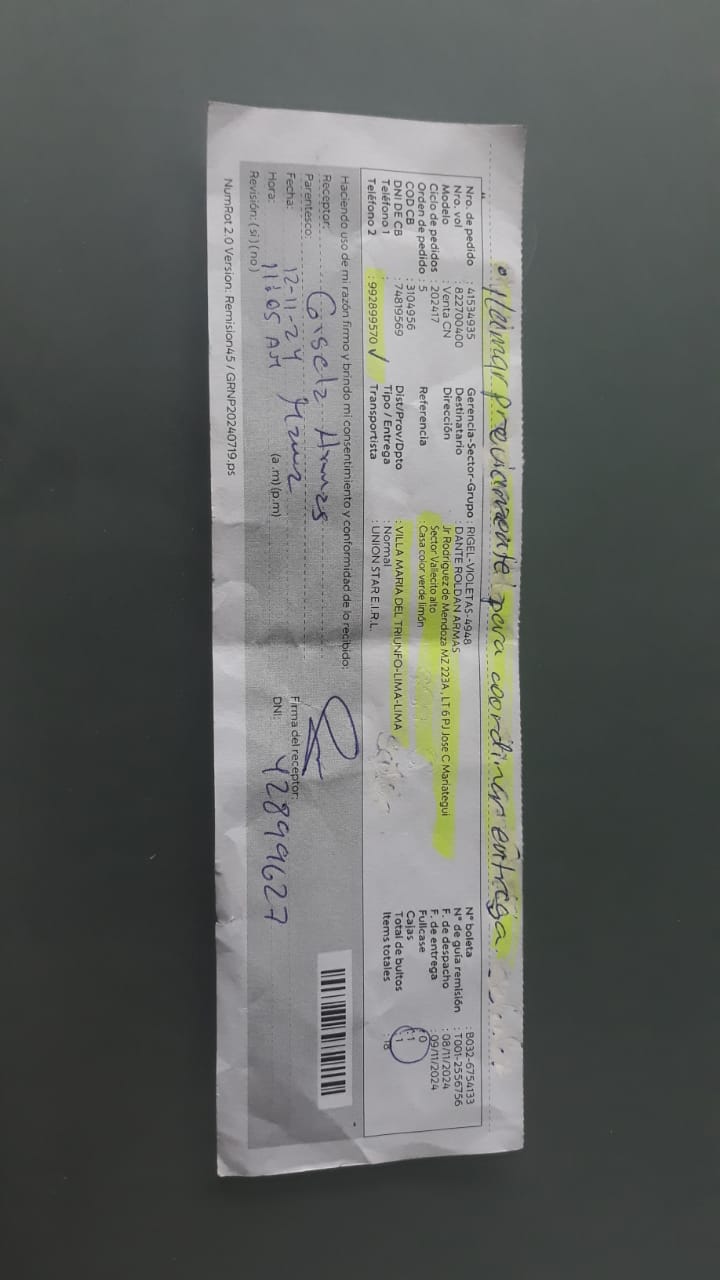 • ¡Llamar previamente! para coordinar entrega.
Nro. de pedido : 41534935
Nro. vol : 822700400
Modelo : Venta CN
Ciclo de pedidos : 202417
Orden de pedido : 5
COD CB : 3104956
DNI DE CB : 74819569
Teléfono 1 :
Teléfono 2 : 992899570 ✓
Gerencia-Sector-Grupo : RIGEL-VIOLETAS-4948
Destinatario : DANTE ROLDAN ARMAS
Dirección : Jr Rodriguez de Mendoza MZ 223A , LT 6 PJ Jose C Mariategui
Sector Vallecito alto
Referencia : Casa color verde limón
Dist/Prov/Dpto : VILLA MARIA DEL TRIUNFO-LIMA-LIMA
Tipo / Entrega : Normal
Transportista : UNION STAR E.I.R.L.
N° boleta : B032-6754133
N° de guía remisión : T001-2556756
F. de despacho : 08/11/2024
F. de entrega : 09/11/2024
Fullcase : 0
Cajas : 1
Total de bultos : 1
Items totales : 18
Haciendo uso de mi razón firmo y brindo mi consentimiento y conformidad de lo recibido:
Receptor:
Parentesco:
Fecha: 12-11-24
Hora: 11:05 AM (a.m) (p.m)
Firma del receptor:
DNI: 42899627
Revisión: ( si ) ( no )
NumRot 2.0 Version: Remision45 / GRNP20240719.ps